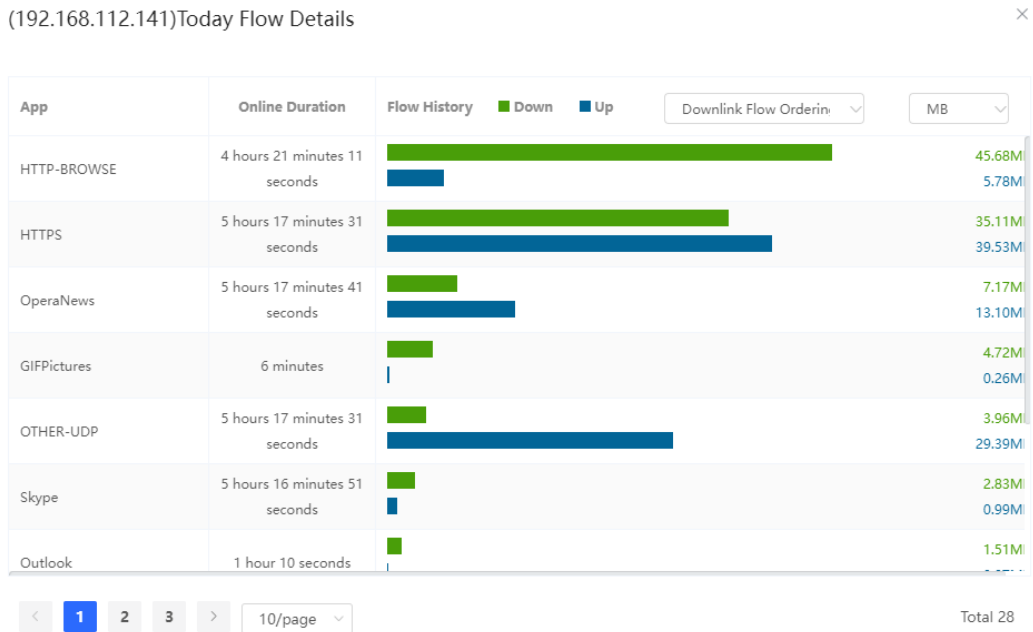 (192.168.112.141)Today Flow Details
App Online Duration Flow History Down Up Downlink Flow Ordering MB
HTTP-BROWSE 4 hours 21 minutes 11 seconds 45.68M
5.78M
HTTPS 5 hours 17 minutes 31 seconds 35.11M
39.53M
OperaNews 5 hours 17 minutes 41 seconds 7.17M
13.10M
GIFPictures 6 minutes 4.72M
0.26M
OTHER-UDP 5 hours 17 minutes 31 seconds 3.96M
29.39M
Skype 5 hours 16 minutes 51 seconds 2.83M
0.99M
Outlook 1 hour 10 seconds 1.51M
1 2 3 10/page Total 28